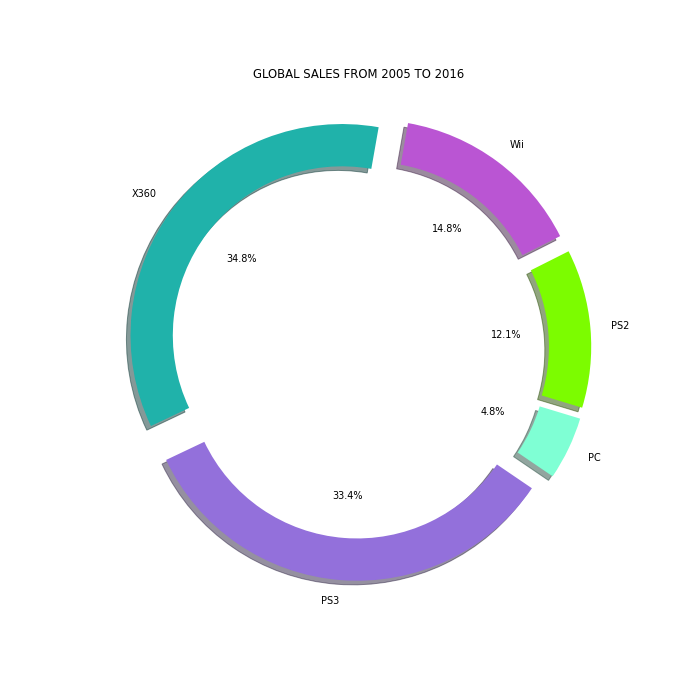 GLOBAL SALES FROM 2005 TO 2016
Wii
14.8%
X360
34.8%
PS2
12.1%
4.8%
PC
33.4%
PS3